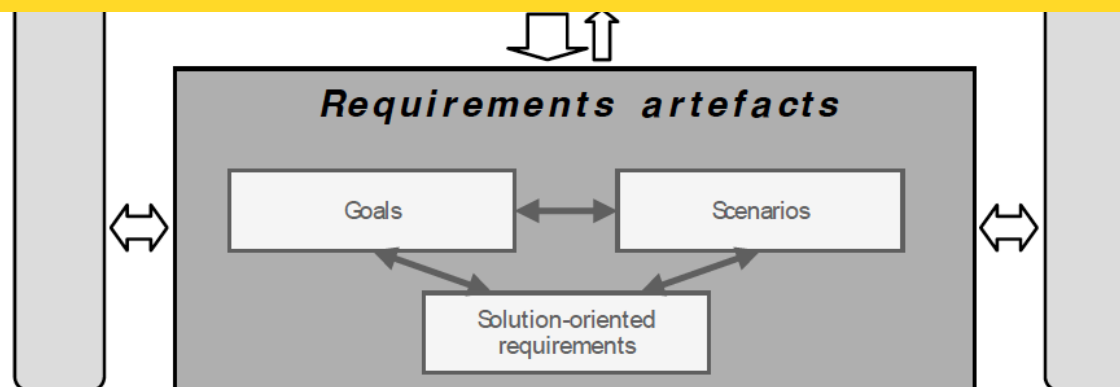 Requirements artefacts
Goals
Scenarios
Solution-oriented
requirements